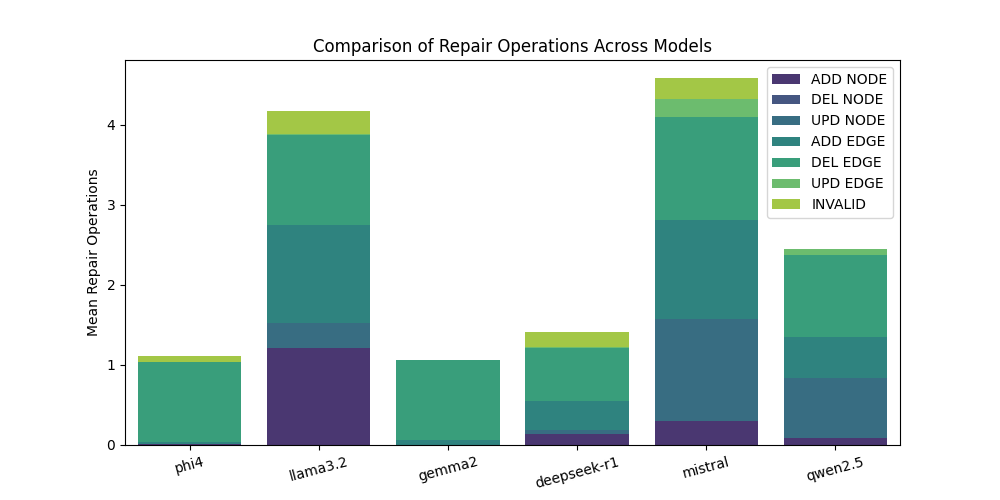 Comparison of Repair Operations Across Models
Mean Repair Operations
4
3
2
1
0
ADD NODE
DEL NODE
UPD NODE
ADD EDGE
DEL EDGE
UPD EDGE
INVALID
phi4
llama3.2
gemma2
deepseek-r1
mistral
qwen2.5